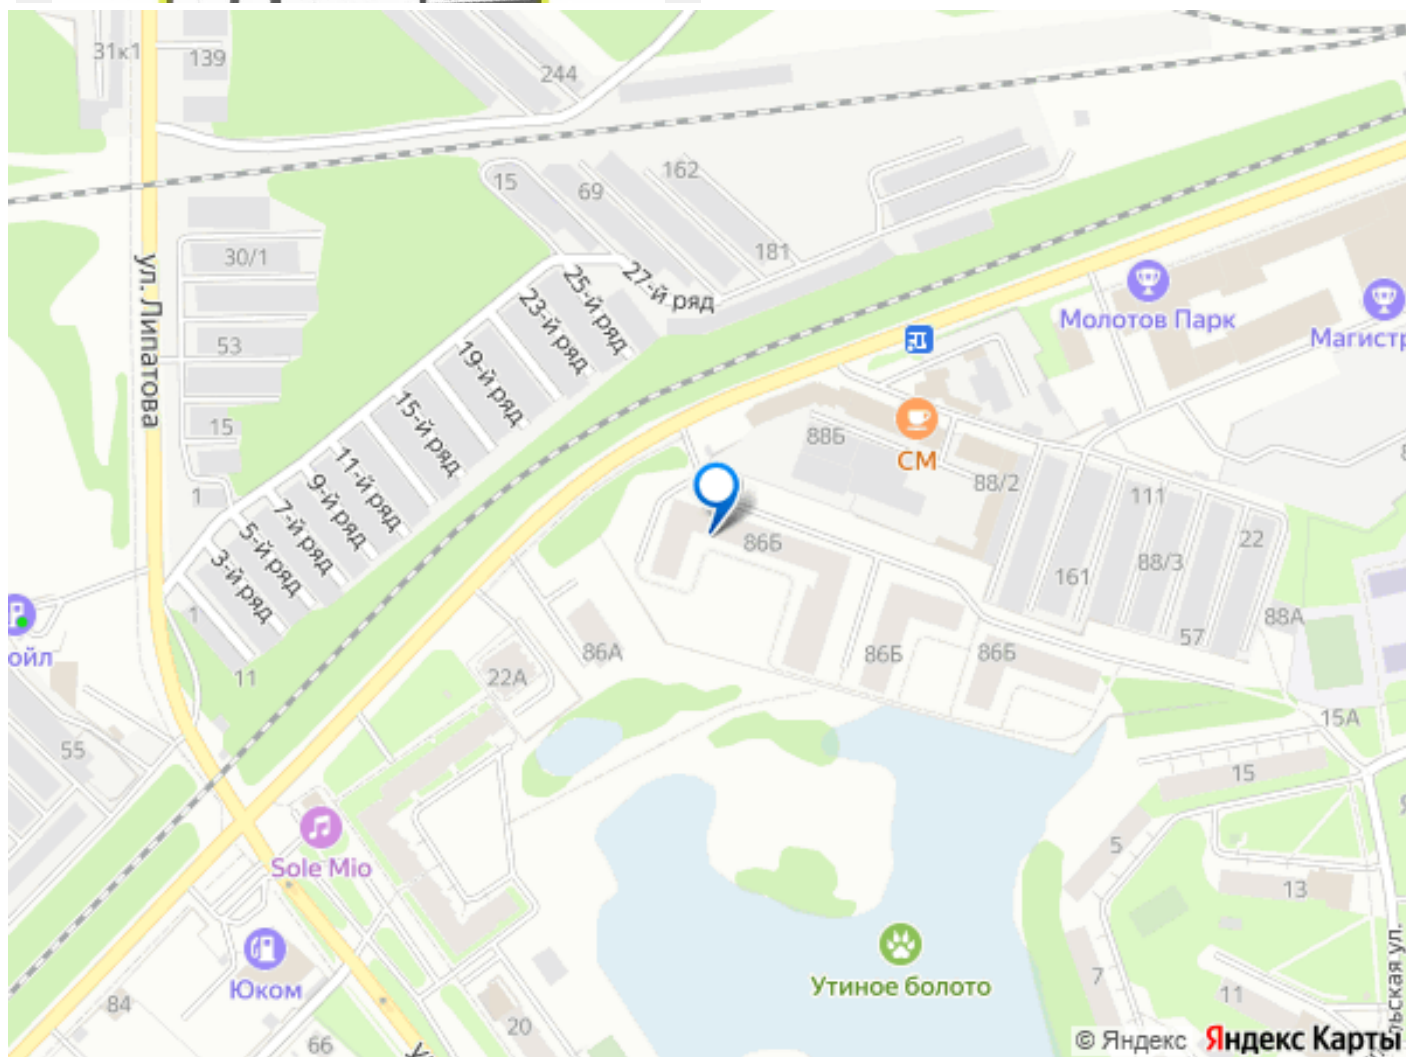 31к1
139
244
15
69
162
181
30/1
27-й ряд
25-й ряд
23-й ряд
19-й ряд
15-й ряд
11-й ряд
9-й ряд
7-й ряд
5-й ряд
3-й ряд
ул. Липатова
53
15
1
1
11
Молотов Парк
Магистр
88Б
СМ
88/2
111
22
161
88/3
57
88А
86Б
86А
86Б
86Б
22А
ойл
55
15А
15
5
13
7
11
Sole Mio
Юком
84
66
20
Утиное болото
льская ул.
© Яндекс Яндекс Карты